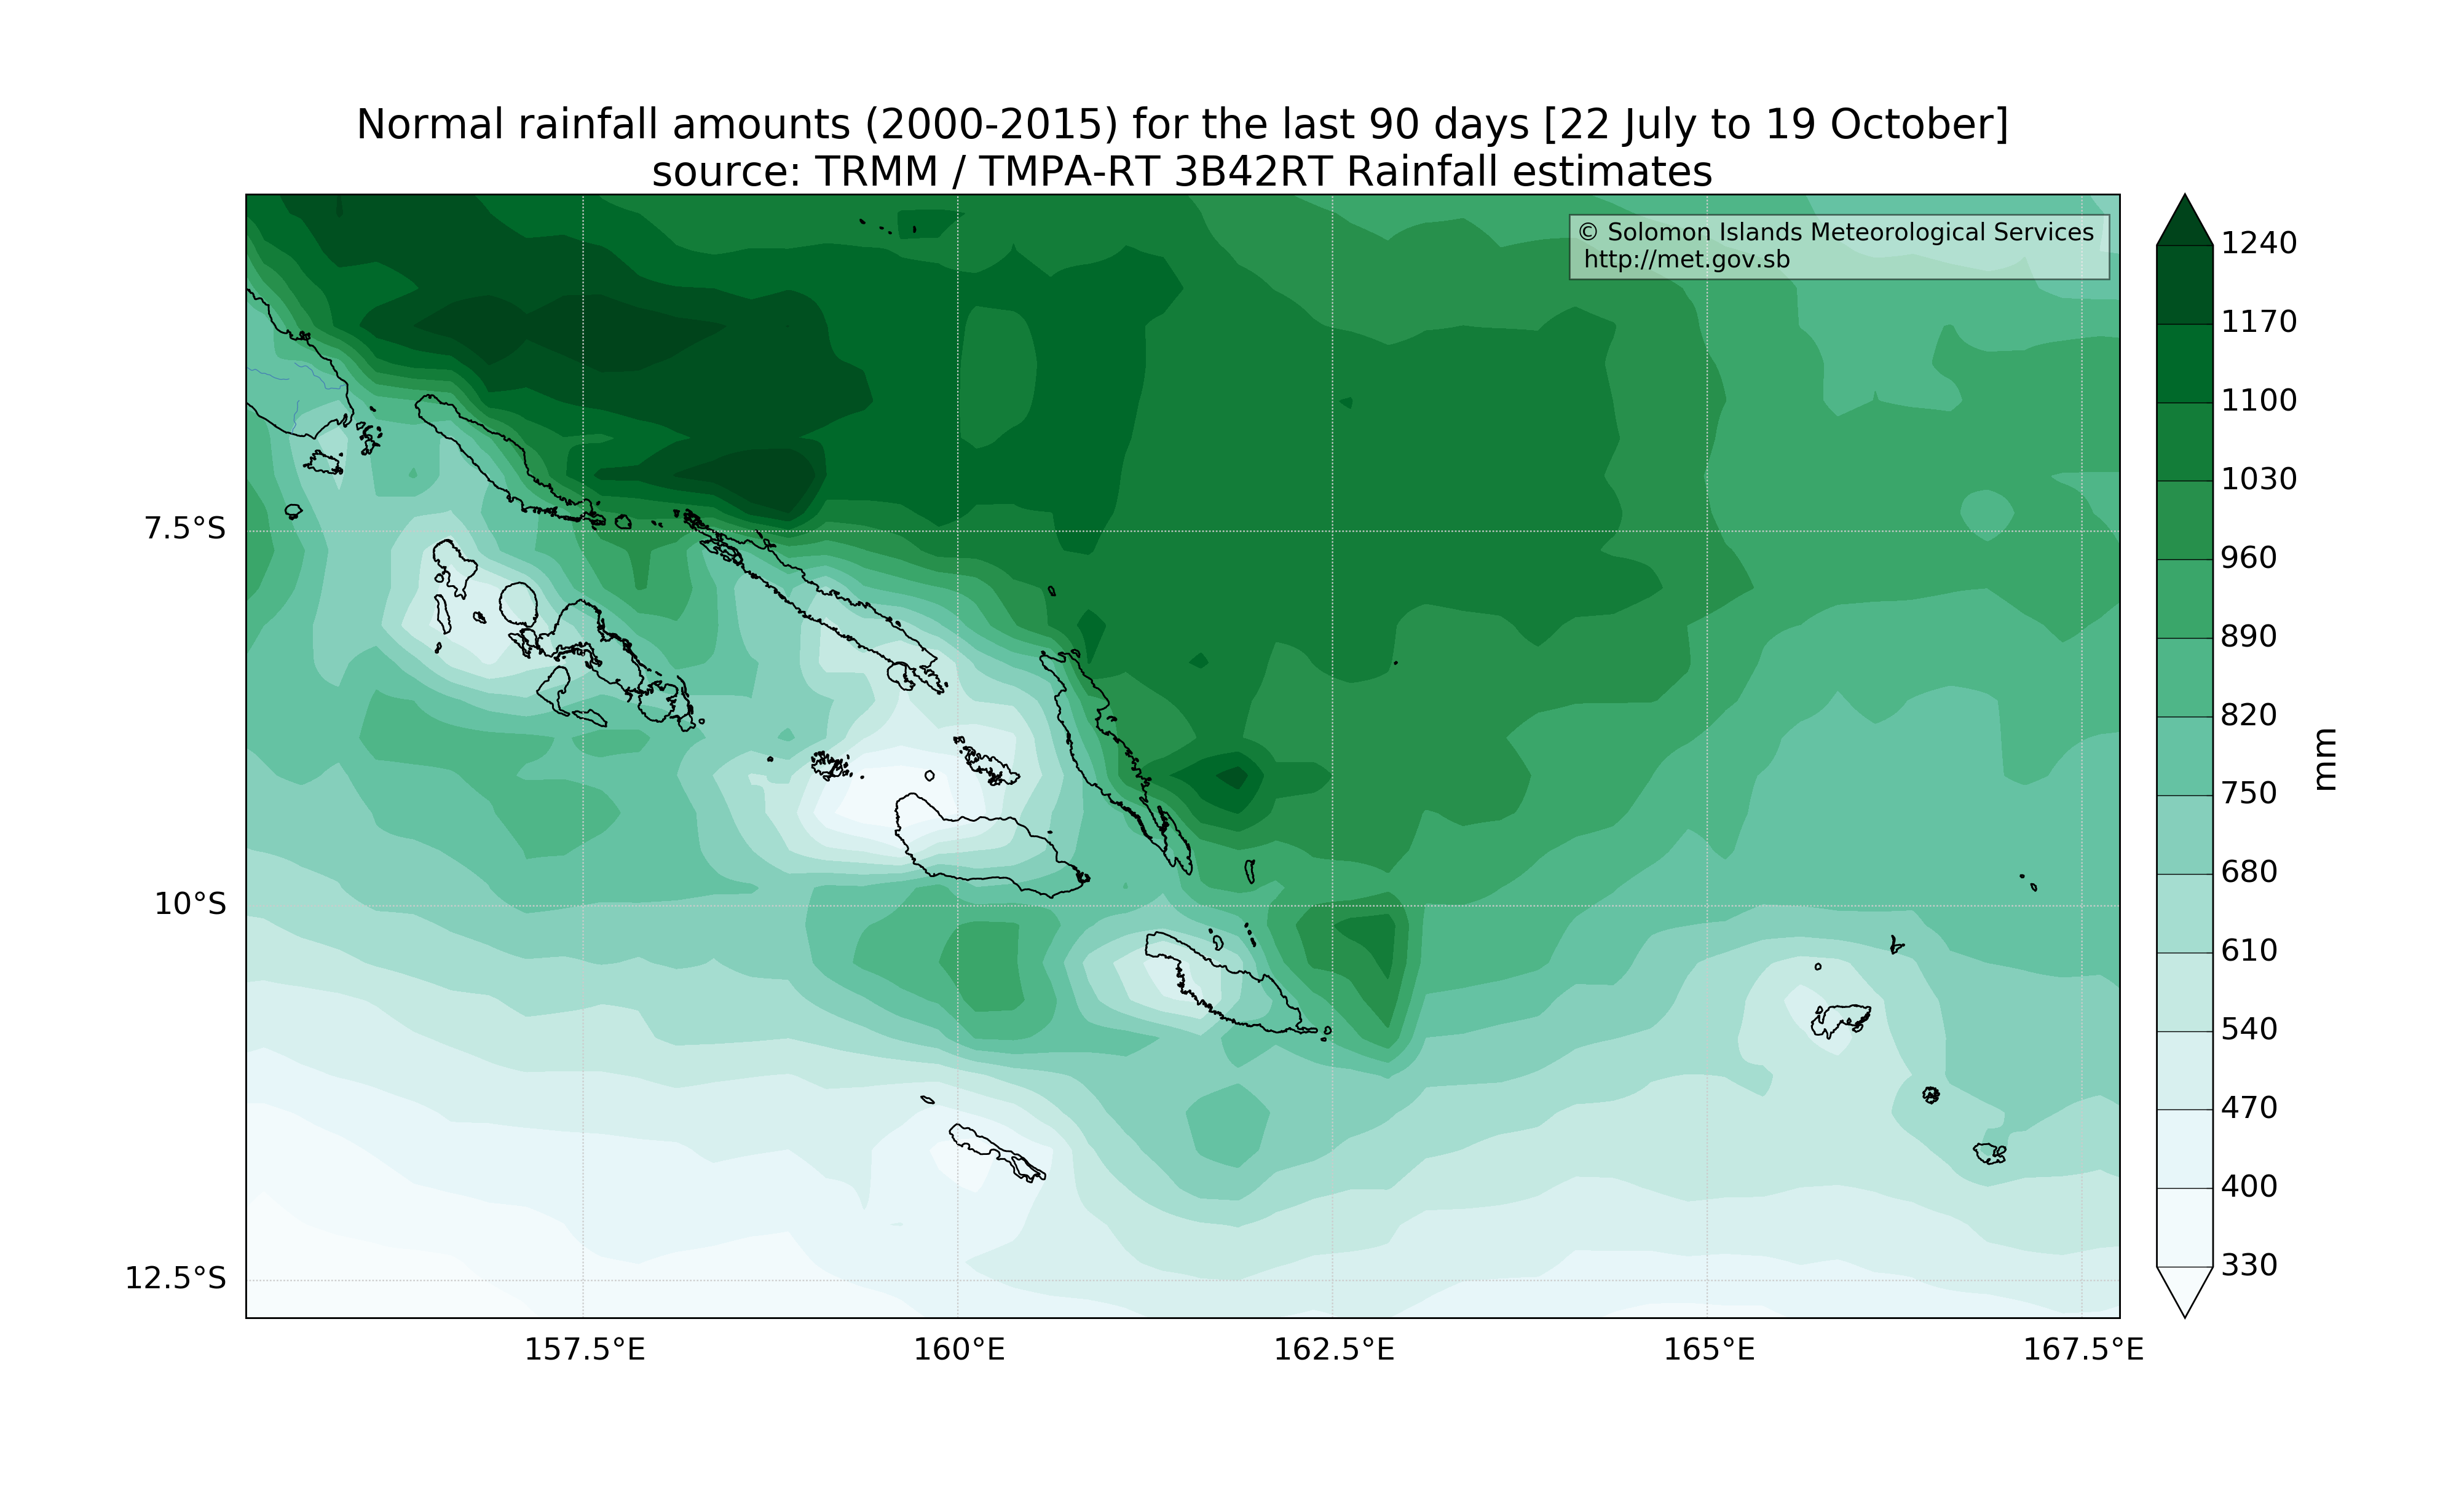 Normal rainfall amounts (2000-2015) for the last 90 days [22 July to 19 October]
source: TRMM / TMPA-RT 3B42RT Rainfall estimates
© Solomon Islands Meteorological Services
http://met.gov.sb
7.5°S
10°S
12.5°S
157.5°E
160°E
162.5°E
165°E
167.5°E
1240
1170
1100
1030
960
890
820
750
680
610
540
470
400
330
mm